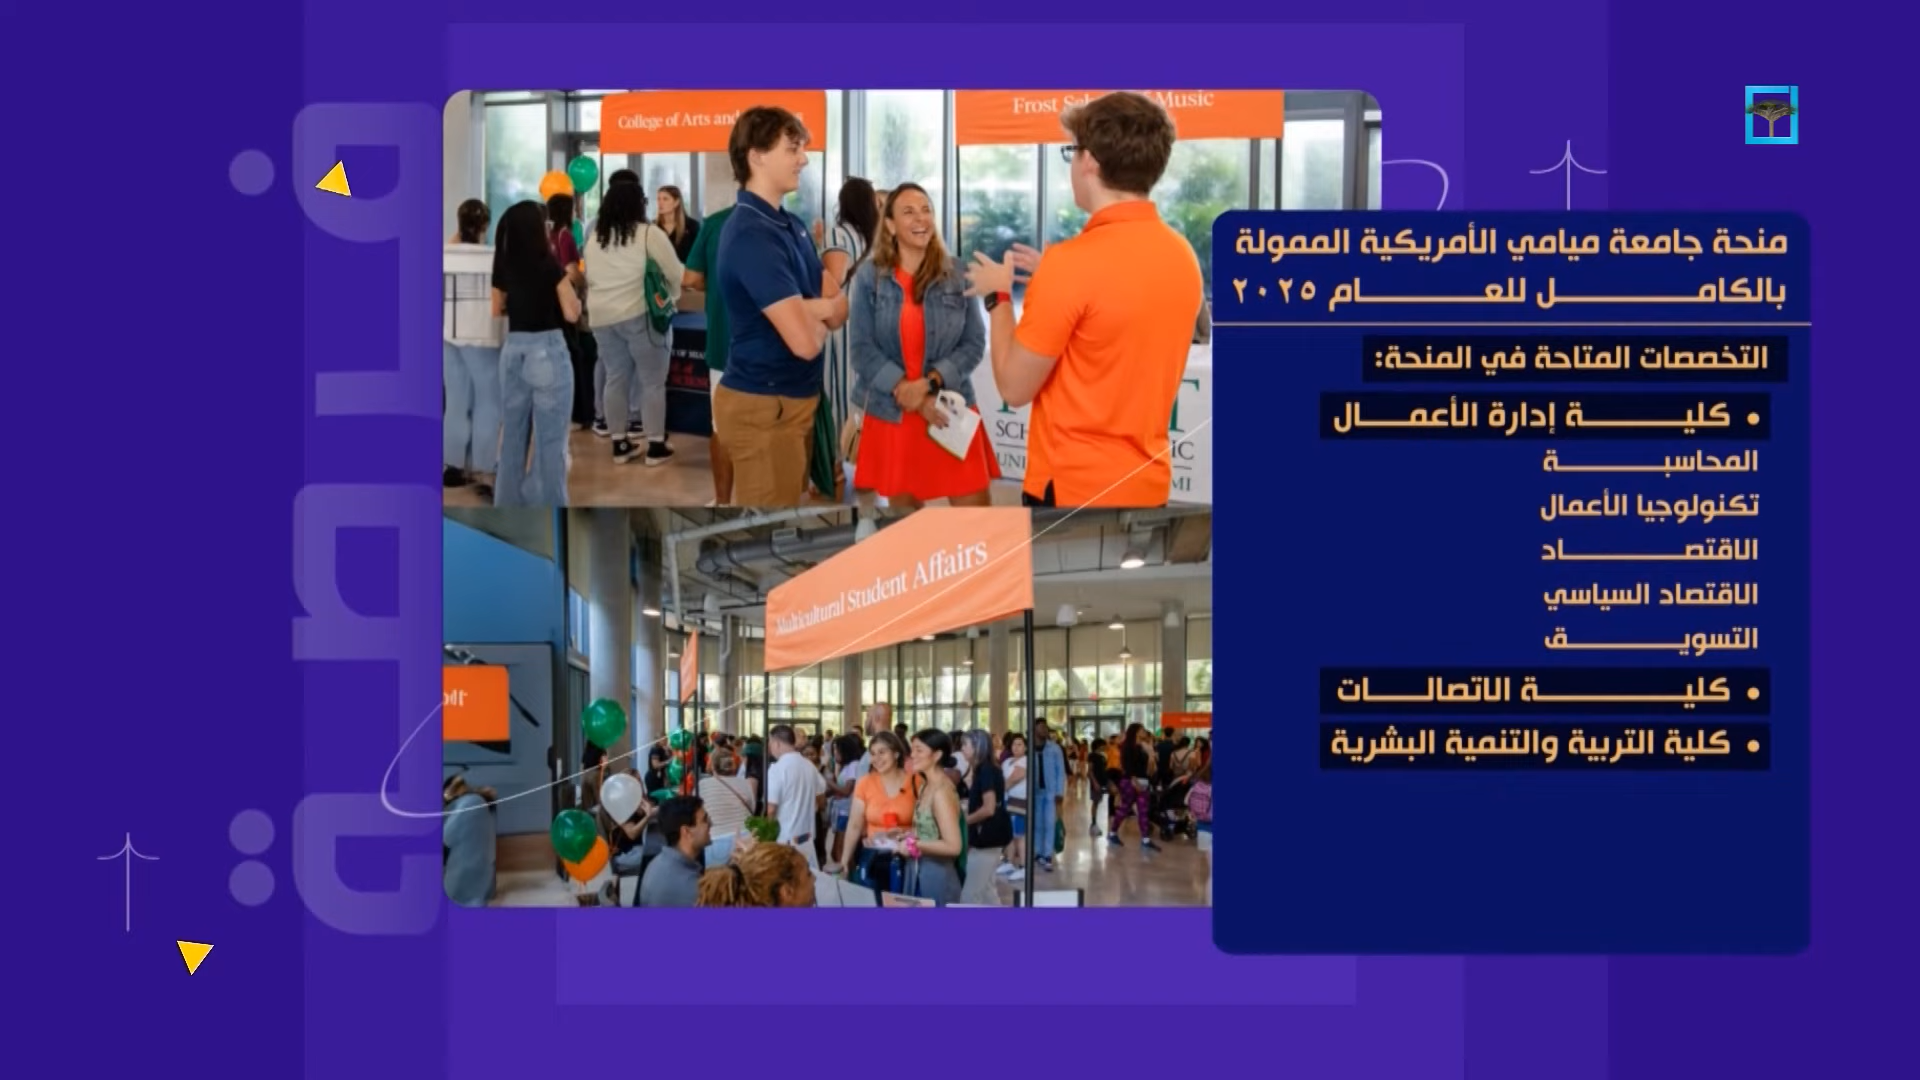 منحة جامعة ميامي الأمريكية الممولة
بالكامل للعام ٢٠٢٥
التخصصات المتاحة في المنحة:
• كلية إدارة الأعمال
المحاسبة
تكنولوجيا الأعمال
الاقتصاد
الاقتصاد السياسي
التسويق
• كلية الاتصالات
• كلية التربية والتنمية البشرية
فرصة
College of Arts and
Frost School of Music
Multicultural Student Affairs